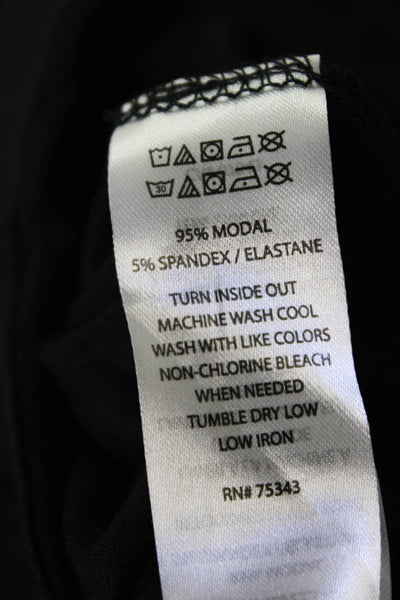 30
95% MODAL
5% SPANDEX / ELASTANE
TURN INSIDE OUT
MACHINE WASH COOL
WASH WITH LIKE COLORS
NON-CHLORINE BLEACH
WHEN NEEDED
TUMBLE DRY LOW
LOW IRON
RN# 75343